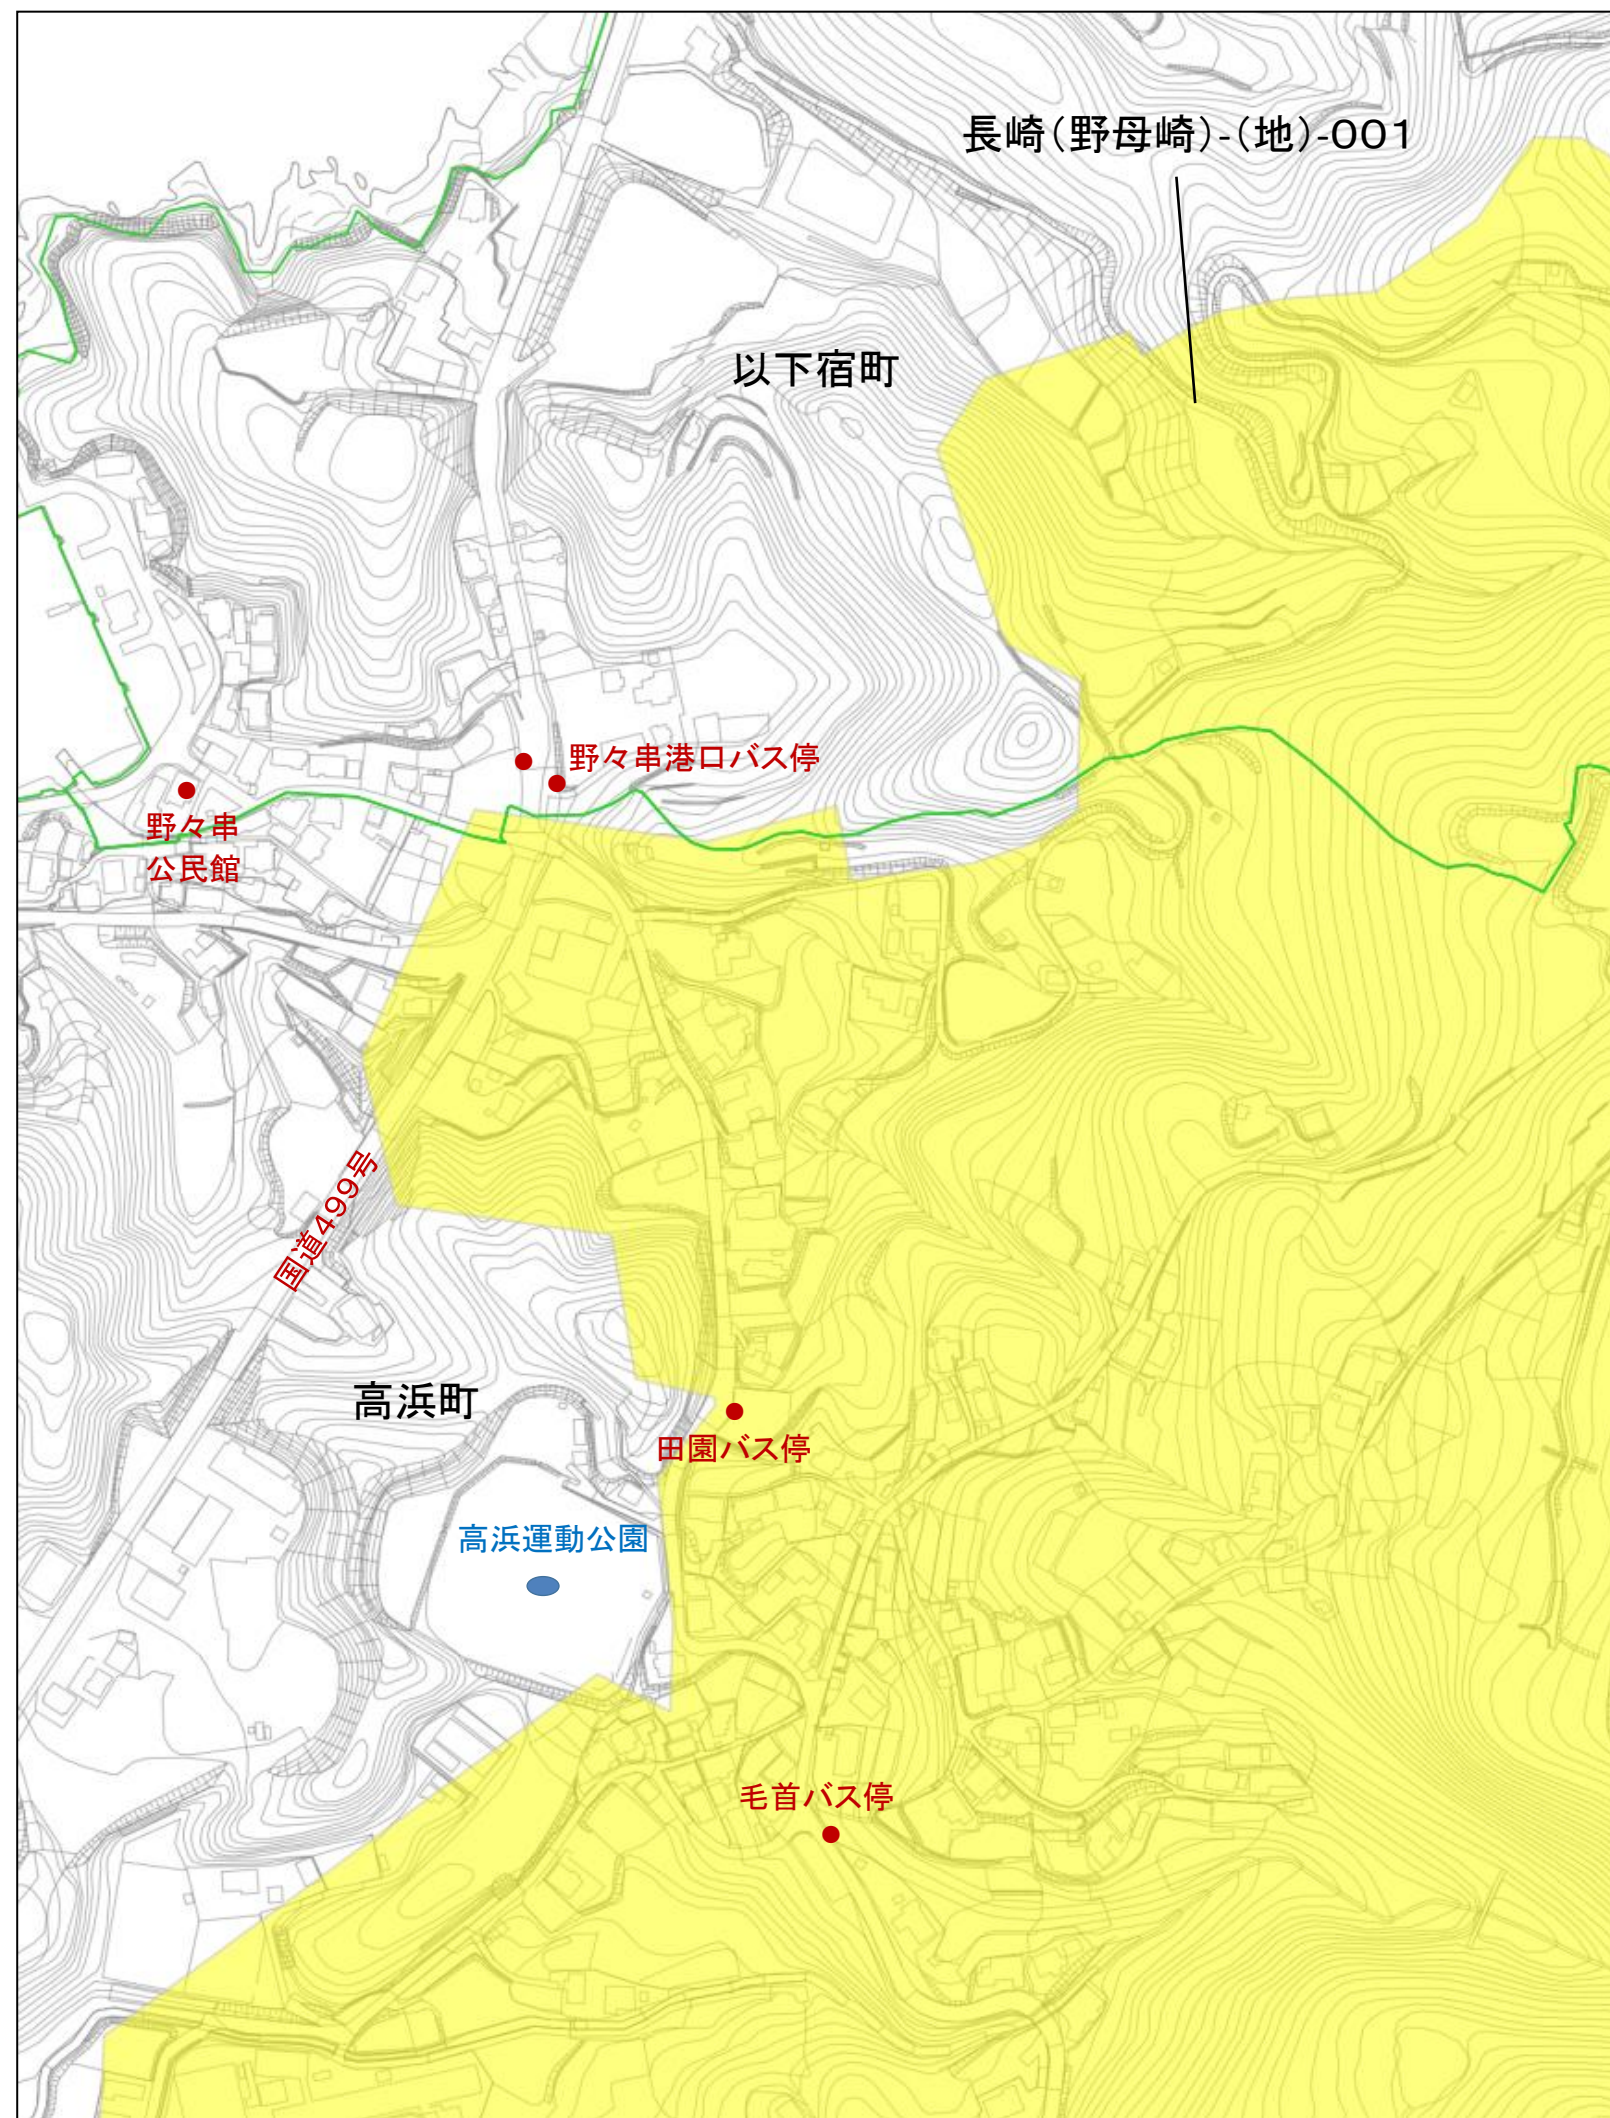 長崎(野母崎)-(地)-001
以下宿町
野々串港口バス停
野々串
公民館
国道499号
高浜町
田園バス停
高浜運動公園
毛首バス停